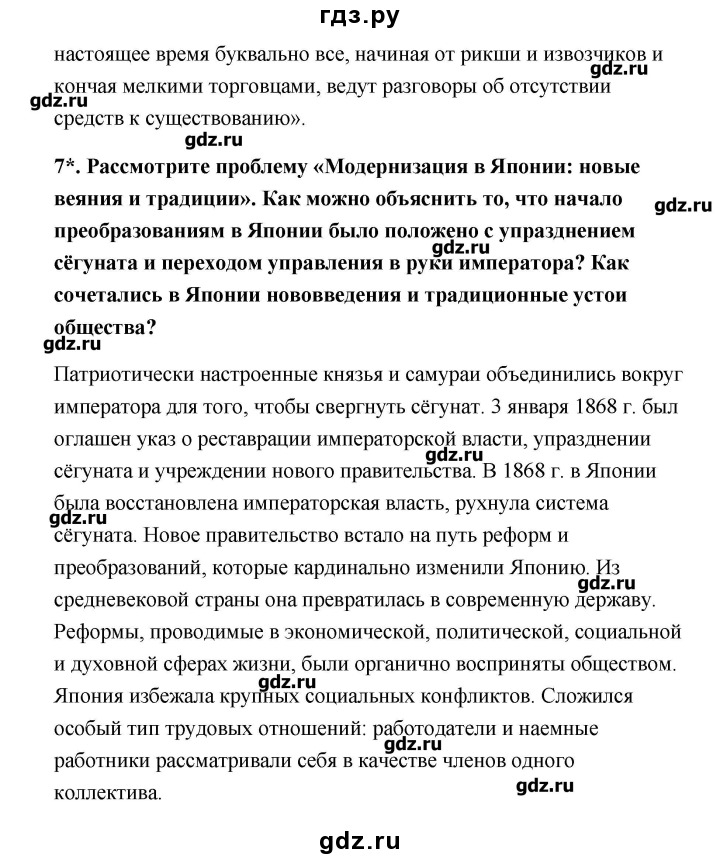 гдз.ру
настоящее время буквально все, начиная от рикши и извозчиков и
gdz.ru
кончая мелкими торговцами, ведут разговоры об отсутствии
gdz.ru
средств к существованию».
gdz.ru
7*. Рассмотрите проблему «Модернизация в Японии: новые
веяния и традиции». Как можно объяснить то, что начало
gdz.ru
преобразованиям в Японии было положено с упразднением
gdz.ru
сёгуната и переходом управления в руки императора? Как
сочетались в Японии нововведения и традиционные устои
общества?
gdz.ru
Патриотически настроенные князья и самураи объединились вокруг
императора для того, чтобы свергнуть сёгунат. 3 января 1868 г. был
оглашен указ о реставрации императорской власти, упразднении
gdz.ru
сёгуната и учреждении нового правительства. В 1868 г. в Японии
была восстановлена императорская власть, рухнула система
gdz.ru
сёгуната. Новое правительство встало на путь реформ и
преобразований, которые кардинально изменили Японию. Из
gdz.ru
средневековой страны она превратилась в современную державу.
Реформы, проводимые в экономической, политической, социальной
и духовной сферах жизни, были органично восприняты обществом.
gdz.ru
Япония избежала крупных социальных конфликтов. Сложился
особый тип трудовых отношений: работодатели и наемные
gdz.ru
работники рассматривали себя в качестве членов одного
gdz.ru
коллектива.
gdz.ru